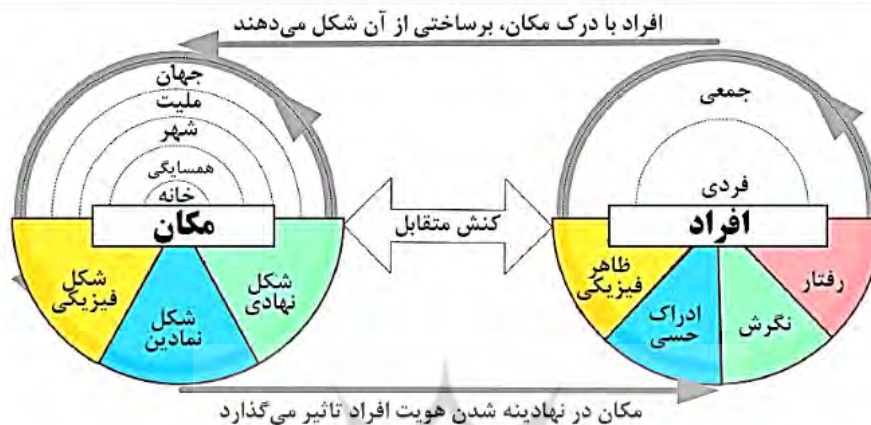 افراد با درک مکان، برساختی از آن شکل می‌دهند
جمعی
فردی
افراد
ظاهر
فیزیکی
ادراک
حسی
نگرش
رفتار
کنش متقابل
جهان
ملیت
شهر
همسایگی
خانه
مکان
شکل
نهادی
شکل
نمادین
شکل
فیزیکی
مکان در نهادینه شدن هویت افراد تاثیر می‌گذارد